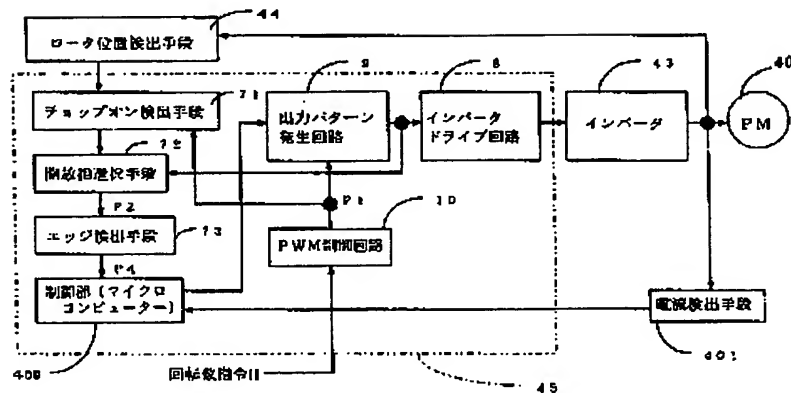 44
ロータ位置検出手段
チョップオン検出手段
71
開放相選択手段
72
P2
エッジ検出手段
73
P4
制御部(マイクロ
コンピューター)
400
9
出力パターン
発生回路
8
インバータ
ドライブ回路
P1
10
PWM制御回路
回転数指令H
45
43
インバータ
40
PM
電流検出手段
401